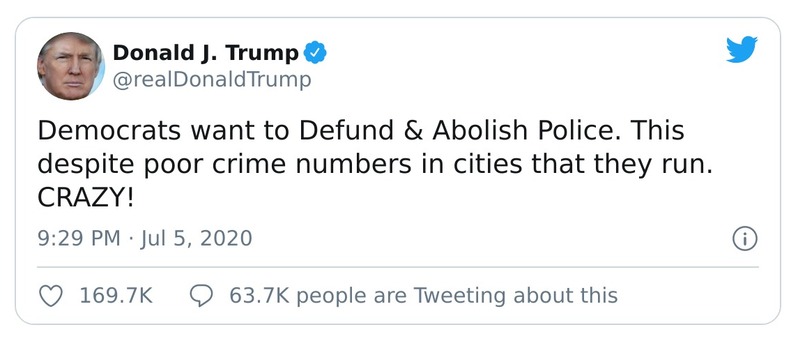 Donald J. Trump
@realDonaldTrump
Democrats want to Defund & Abolish Police. This
despite poor crime numbers in cities that they run.
CRAZY!
9:29 PM · Jul 5, 2020
169.7K 63.7K people are Tweeting about this